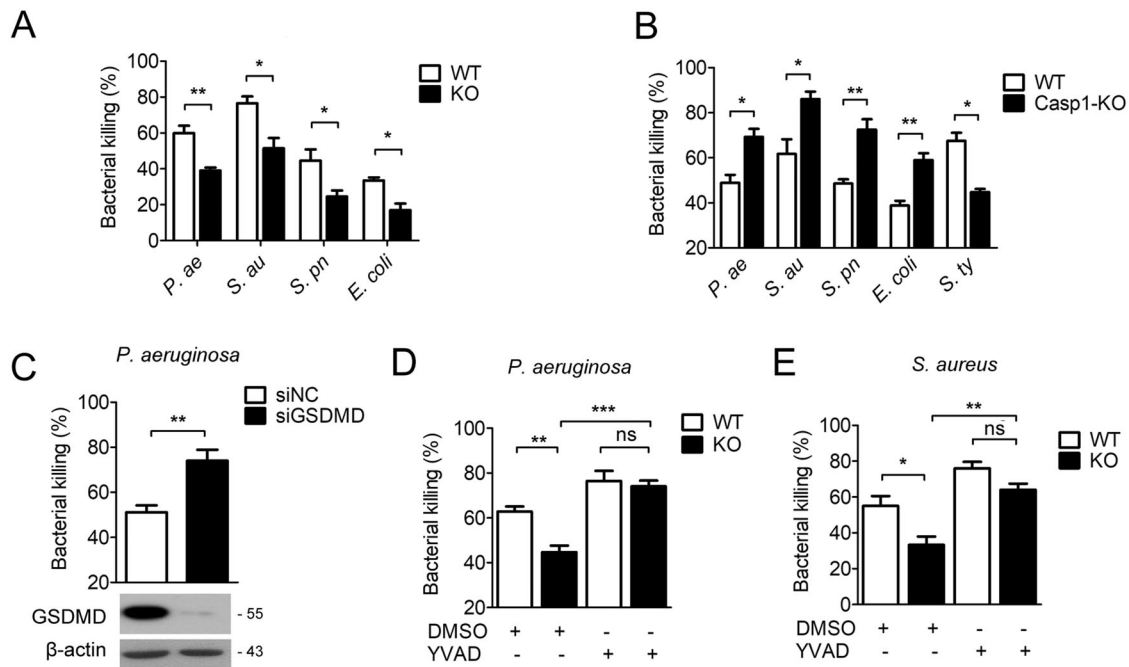 A
Bacterial killing (%)
100
80
60
40
20
0
** * * *
WT
KO
P. ae S. au S. pn E. coli
B
Bacterial killing (%)
100
80
60
40
20
* * ** ** *
WT
Casp1-KO
P. ae S. au S. pn E. coli S. ty
C
P. aeruginosa
Bacterial killing (%)
100
80
60
40
20
**
siNC
siGSDMD
GSDMD - 55
β-actin - 43
D
P. aeruginosa
Bacterial killing (%)
100
80
60
40
20
***
** ns
WT
KO
DMSO + + - -
YVAD - - + +
E
S. aureus
Bacterial killing (%)
100
80
60
40
20
0
**
* ns
WT
KO
DMSO + + - -
YVAD - - + +